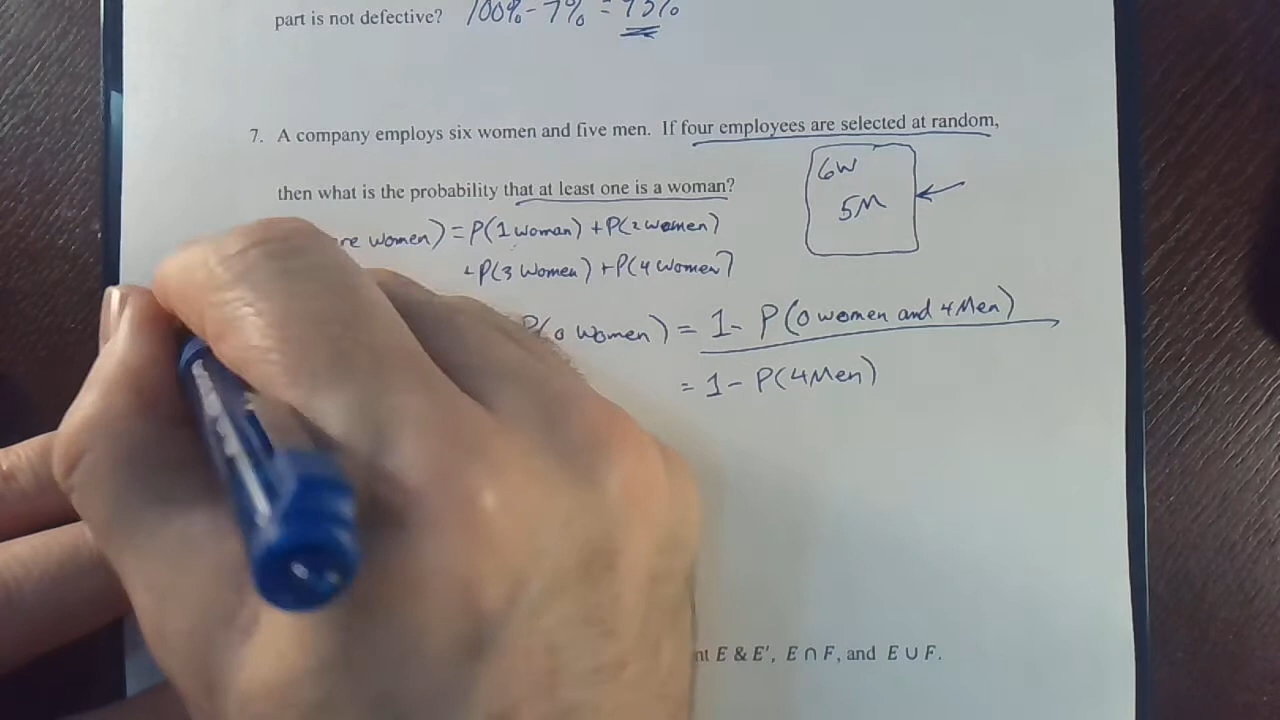 part is not defective? 100% - 7% = 93%
7. A company employs six women and five men. If four employees are selected at random,
6W
then what is the probability that at least one is a woman?
5M
re women) = P(1 woman) + P(2 women)
+ P(3 women) + P(4 women)
P(0 women) = 1 - P(0 women and 4 Men)
= 1 - P(4 Men)
nt E & E', E ∩ F, and E ∪ F.